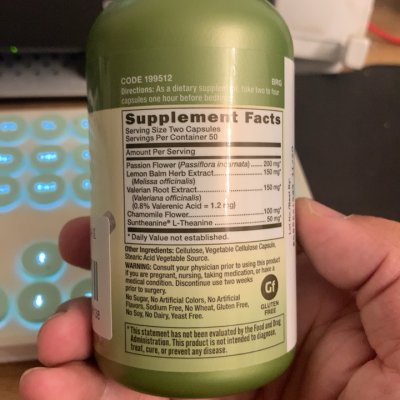 CODE 199512 BRG
Directions: As a dietary supplement, take two to four
capsules one hour before bedtime.
Supplement Facts
Serving Size Two Capsules
Servings Per Container 50
Amount Per Serving
Passion Flower (Passiflora incarnata) ..... 200 mg*
Lemon Balm Herb Extract ..... 150 mg*
(Melissa officinalis)
Valerian Root Extract ..... 150 mg*
(Valeriana officinalis)
(0.8% Valerenic Acid = 1.2 mg)
Chamomile Flower ..... 100 mg*
Suntheanine® L-Theanine ..... 50 mg*
* Daily Value not established.
Other Ingredients: Cellulose, Vegetable Cellulose Capsule,
Stearic Acid Vegetable Source.
WARNING: Consult your physician prior to using this product
if you are pregnant, nursing, taking medication, or have a
medical condition. Discontinue use two weeks
prior to surgery.
No Sugar, No Artificial Colors, No Artificial
Flavors, Sodium Free, No Wheat, Gluten Free,
No Soy, No Dairy, Yeast Free.
Gf
GLUTEN
FREE
*This statement has not been evaluated by the Food and Drug
Administration. This product is not intended to diagnose,
treat, cure, or prevent any disease.